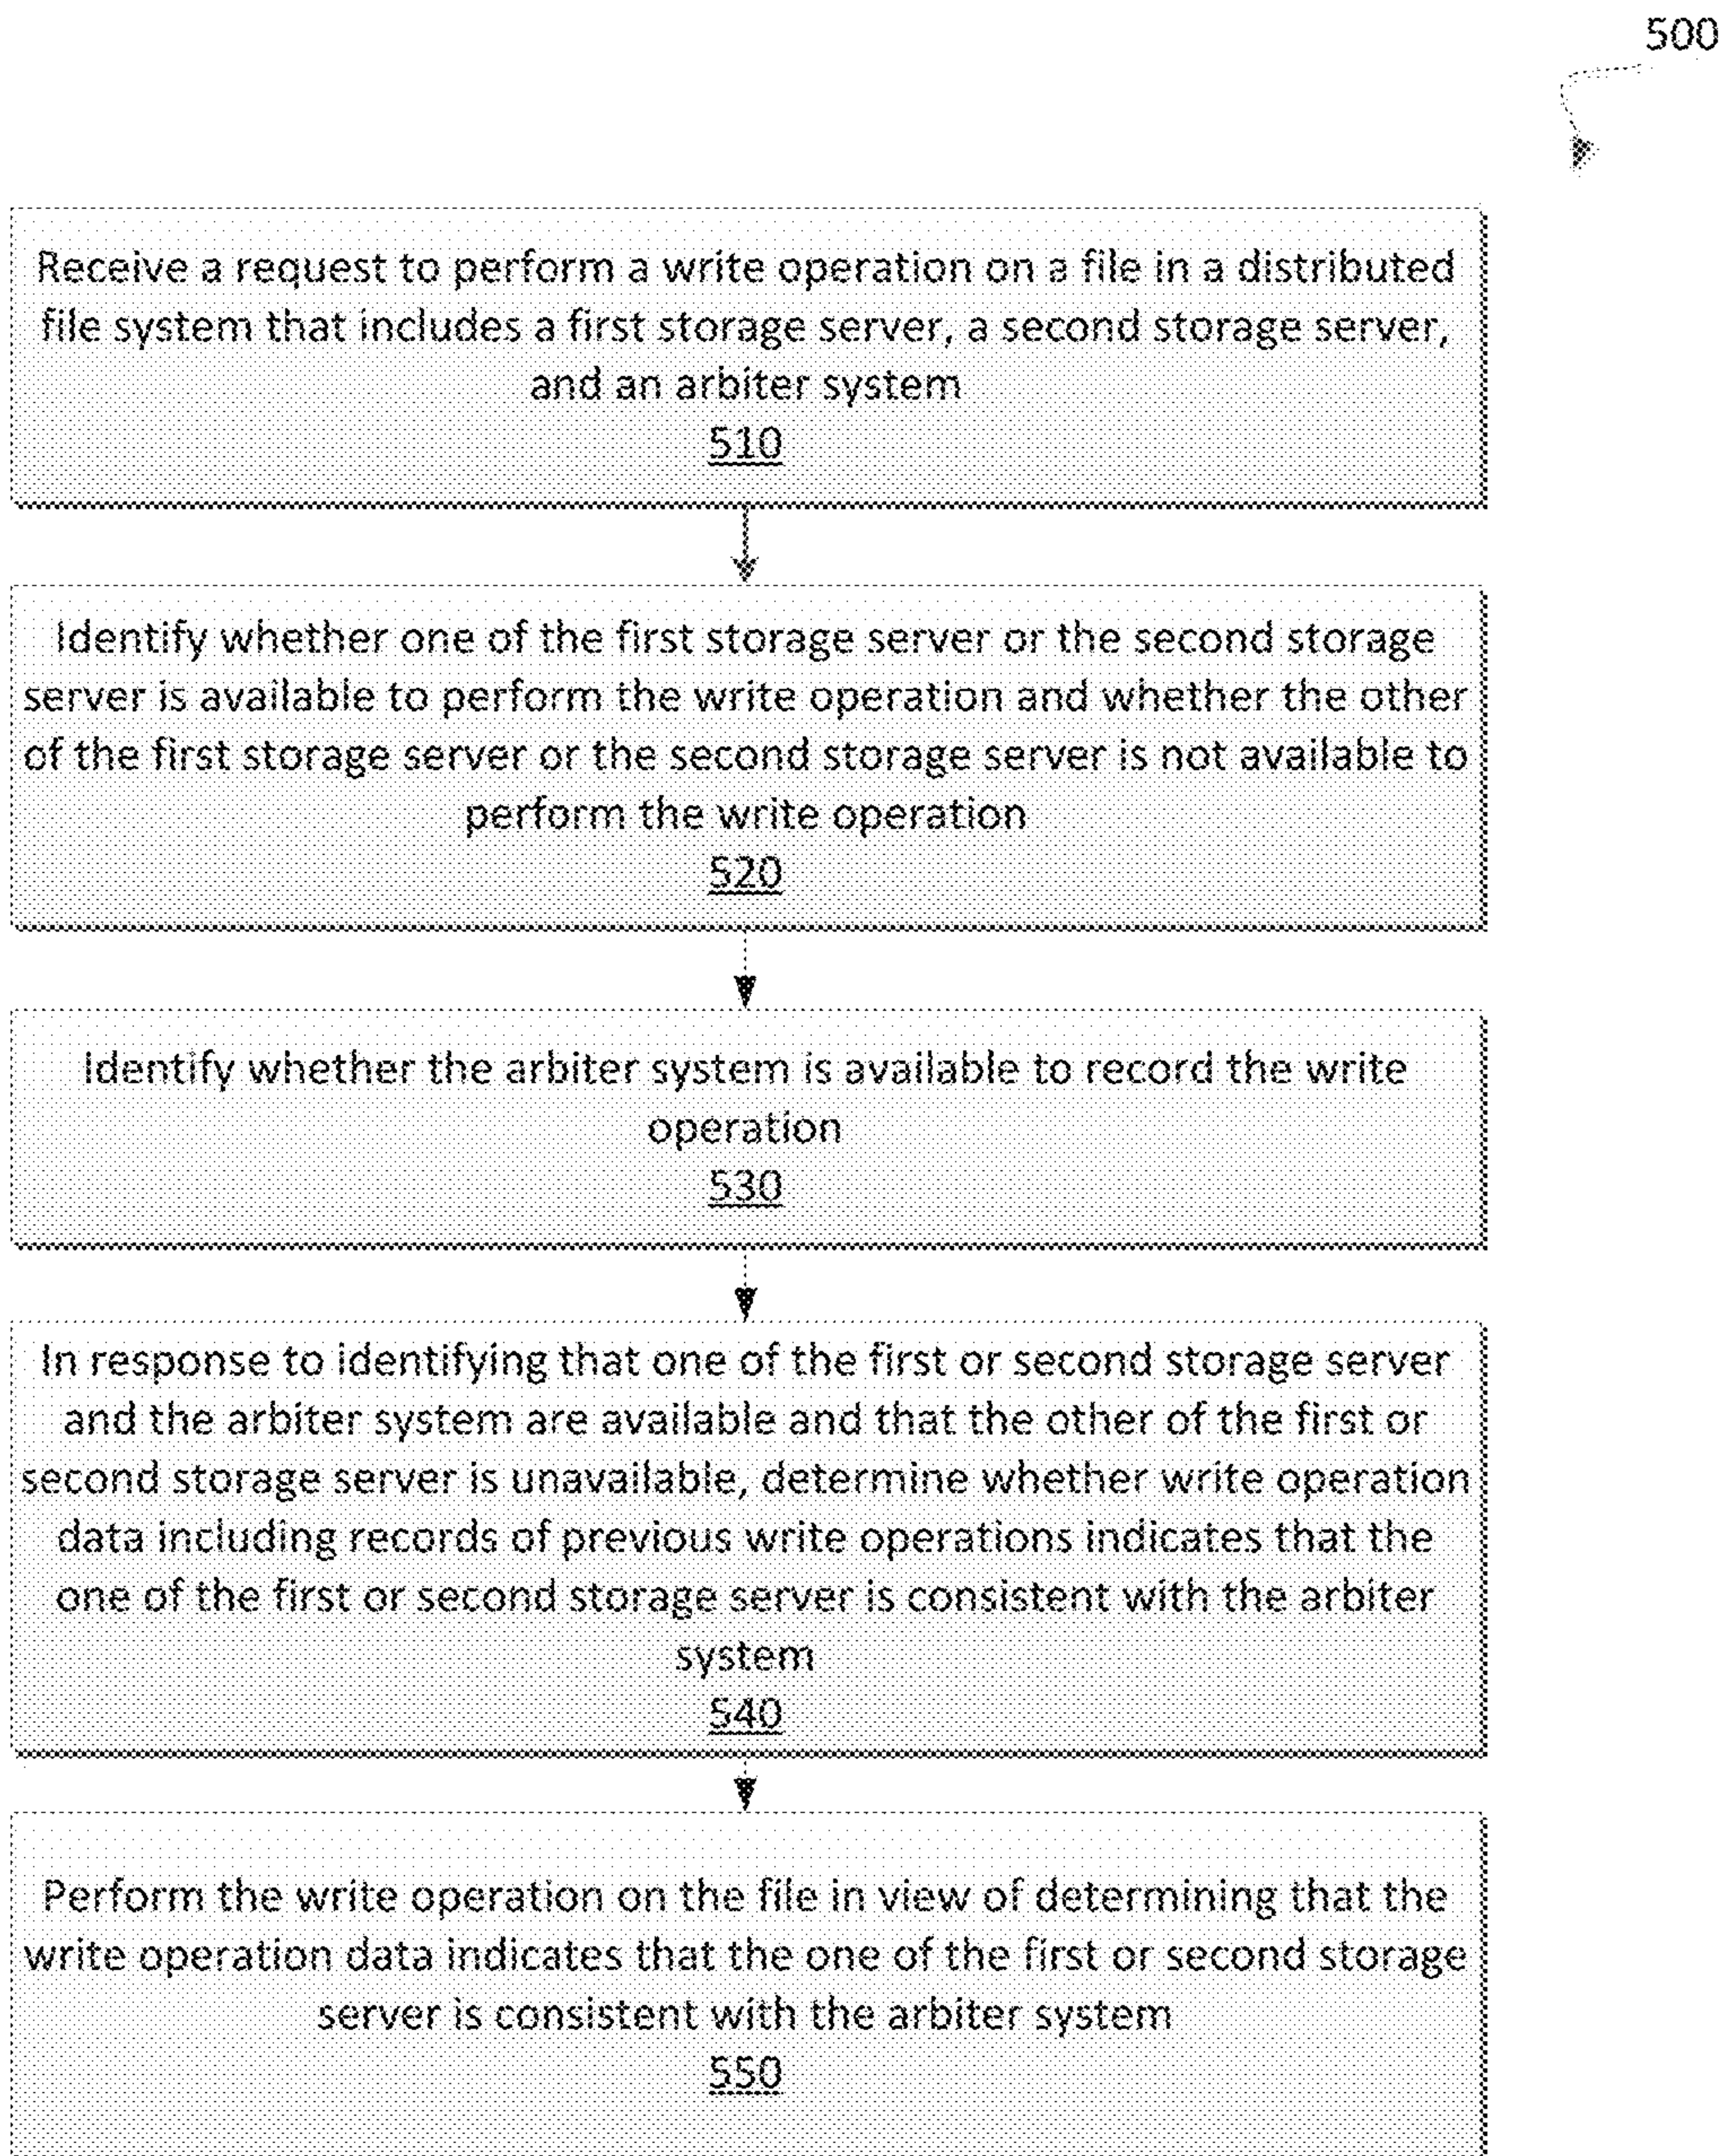 500
Receive a request to perform a write operation on a file in a distributed
file system that includes a first storage server, a second storage server,
and an arbiter system
510
Identify whether one of the first storage server or the second storage
server is available to perform the write operation and whether the other
of the first storage server or the second storage server is not available to
perform the write operation
520
Identify whether the arbiter system is available to record the write
operation
530
In response to identifying that one of the first or second storage server
and the arbiter system are available and that the other of the first or
second storage server is unavailable, determine whether write operation
data including records of previous write operations indicates that the
one of the first or second storage server is consistent with the arbiter
system
540
Perform the write operation on the file in view of determining that the
write operation data indicates that the one of the first or second storage
server is consistent with the arbiter system
550